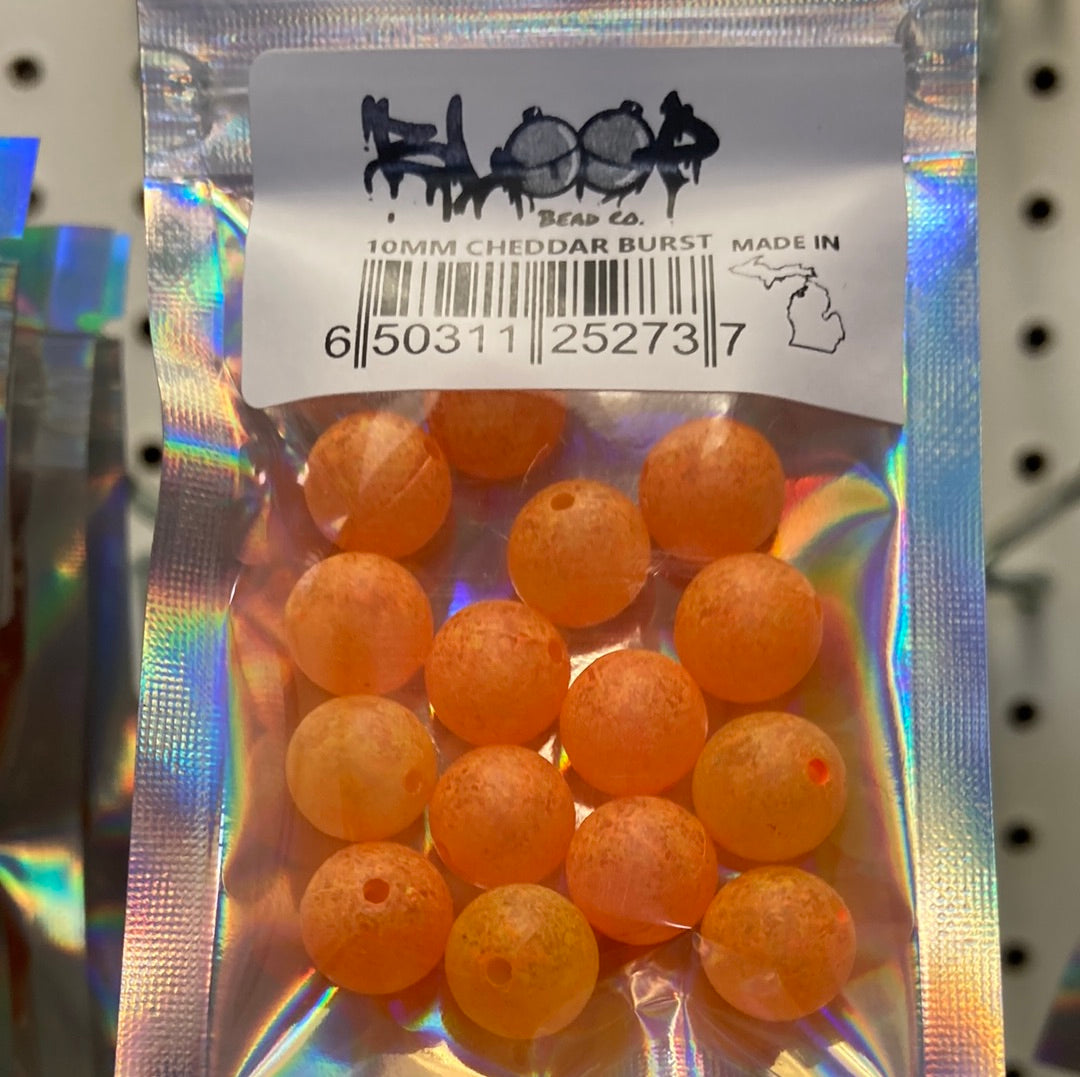 BLOOP
BEAD CO.
10MM CHEDDAR BURST MADE IN
6 50311 25273 7